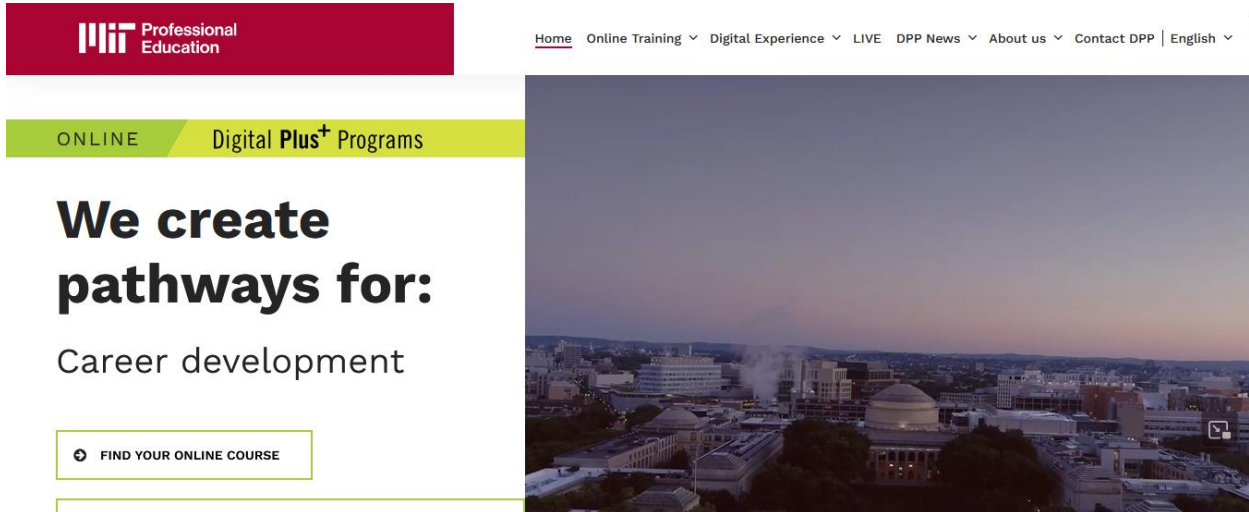 MIT Professional
Education
Home Online Training Digital Experience LIVE DPP News About us Contact DPP | English
ONLINE Digital Plus+ Programs
We create
pathways for:
Career development
FIND YOUR ONLINE COURSE